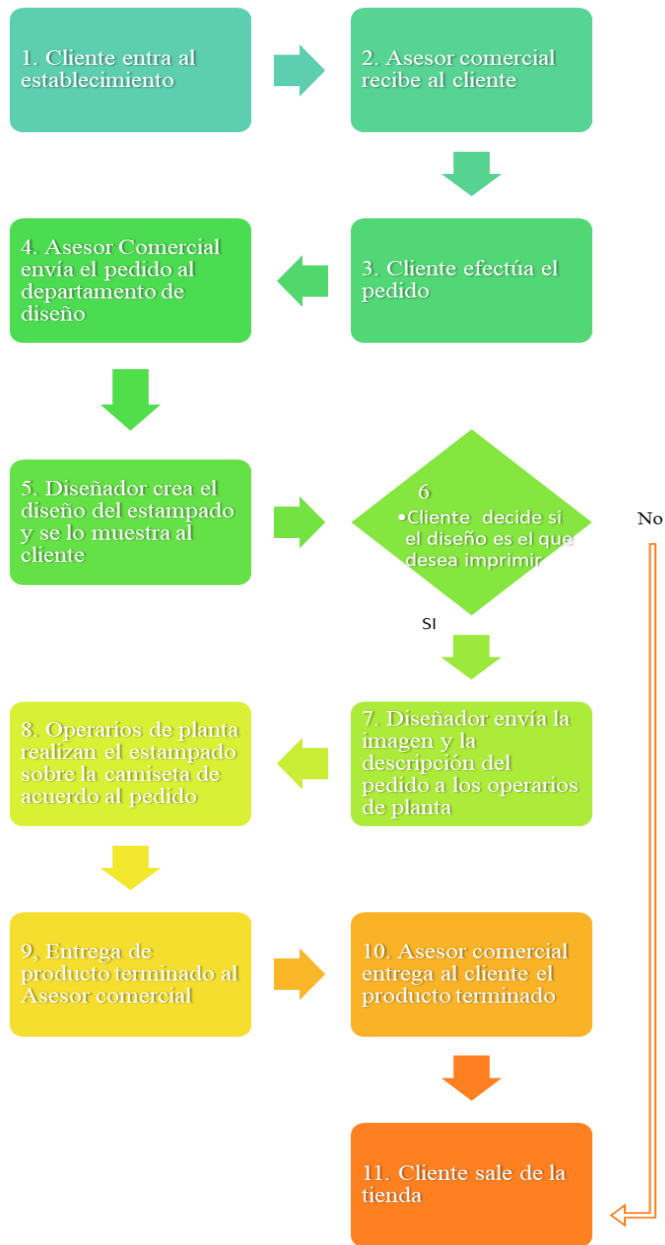 1. Cliente entra al
establecimiento
2. Asesor comercial
recibe al cliente
3. Cliente efectúa el
pedido
4. Asesor Comercial
envía el pedido al
departamento de
diseño
5. Diseñador crea el
diseño del estampado
y se lo muestra al
cliente
6
•Cliente decide si
el diseño es el que
desea imprimir
No
SI
7. Diseñador envía la
imagen y la
descripción del
pedido a los operarios
de planta
8. Operarios de planta
realizan el estampado
sobre la camiseta de
acuerdo al pedido
9, Entrega de
producto terminado al
Asesor comercial
10. Asesor comercial
entrega al cliente el
producto terminado
11. Cliente sale de la
tienda